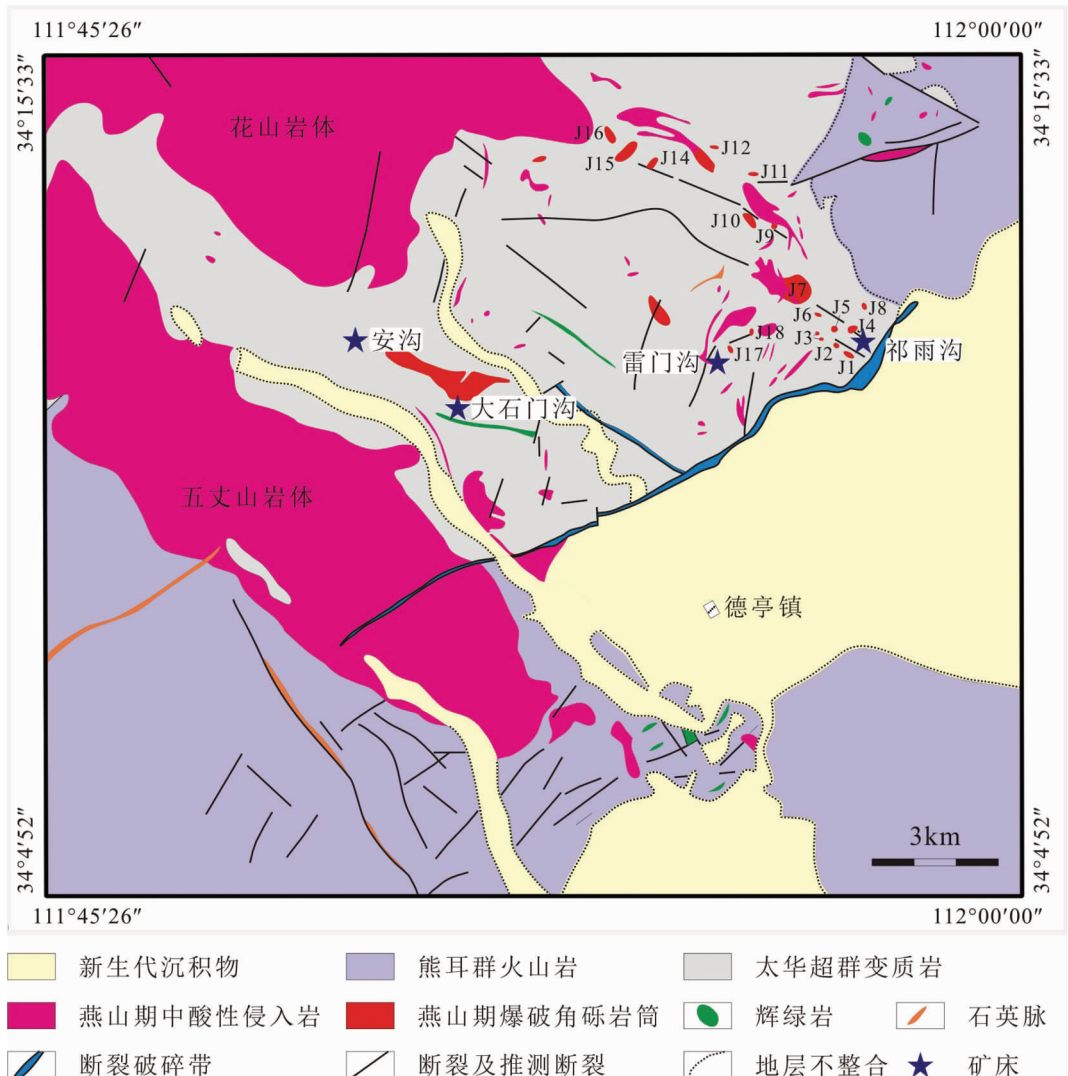 111°45′26″ 112°00′00″
34°15′33″
34°15′33″
花山岩体
J16
J15
J14
J12
J11
J10
J9
J7
J8
J5
J6
J4
J3
J2
J1
J18
J17
安沟
雷门沟
祁雨沟
大石门沟
五丈山岩体
德亭镇
3km
34°4′52″
34°4′52″
111°45′26″ 112°00′00″
新生代沉积物 熊耳群火山岩 太华超群变质岩
燕山期中酸性侵入岩 燕山期爆破角砾岩筒 辉绿岩 石英脉
断裂破碎带 断裂及推测断裂 地层不整合 矿床